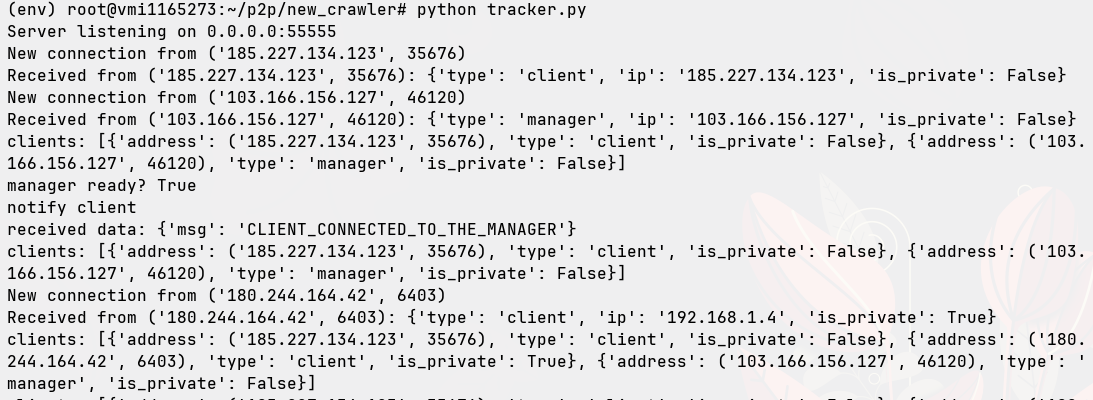 (env) root@vmi1165273:~/p2p/new_crawler# python tracker.py
Server listening on 0.0.0.0:55555
New connection from ('185.227.134.123', 35676)
Received from ('185.227.134.123', 35676): {'type': 'client', 'ip': '185.227.134.123', 'is_private': False}
New connection from ('103.166.156.127', 46120)
Received from ('103.166.156.127', 46120): {'type': 'manager', 'ip': '103.166.156.127', 'is_private': False}
clients: [{'address': ('185.227.134.123', 35676), 'type': 'client', 'is_private': False}, {'address': ('103.
166.156.127', 46120), 'type': 'manager', 'is_private': False}]
manager ready? True
notify client
received data: {'msg': 'CLIENT_CONNECTED_TO_THE_MANAGER'}
clients: [{'address': ('185.227.134.123', 35676), 'type': 'client', 'is_private': False}, {'address': ('103.
166.156.127', 46120), 'type': 'manager', 'is_private': False}]
New connection from ('180.244.164.42', 6403)
Received from ('180.244.164.42', 6403): {'type': 'client', 'ip': '192.168.1.4', 'is_private': True}
clients: [{'address': ('185.227.134.123', 35676), 'type': 'client', 'is_private': False}, {'address': ('180.
244.164.42', 6403), 'type': 'client', 'is_private': True}, {'address': ('103.166.156.127', 46120), 'type': '
manager', 'is_private': False}]